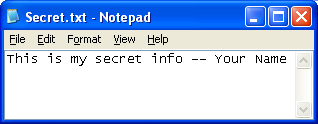 Secret.txt - Notepad
File Edit Format View Help
This is my secret info -- Your Name